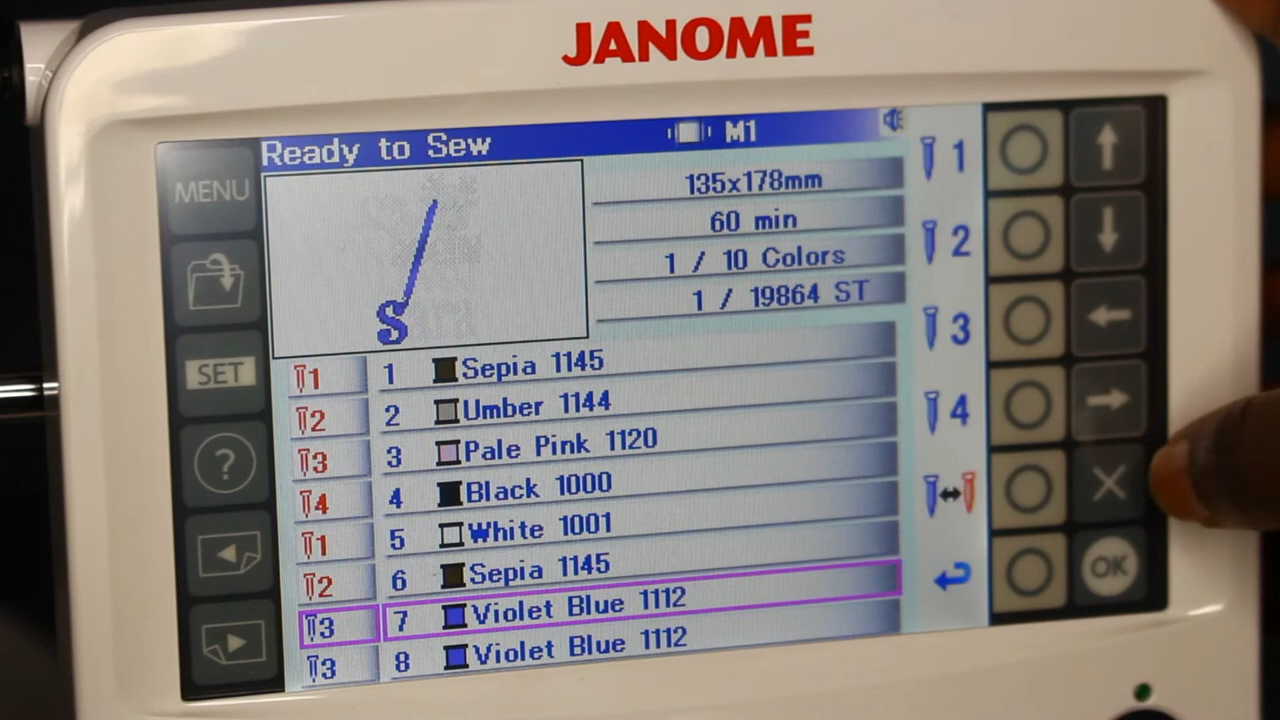 JANOME
Ready to Sew
M1
MENU
135x178mm
60 min
1 / 10 Colors
1 / 19864 ST
S
ara
SET
?
1 1 Sepia 1145
2 2 Umber 1144
3 3 Pale Pink 1120
4 4 Black 1000
1 5 White 1001
2 6 Sepia 1145
3 7 Violet Blue 1112
3 8 Violet Blue 1112
1
2
3
4
OK